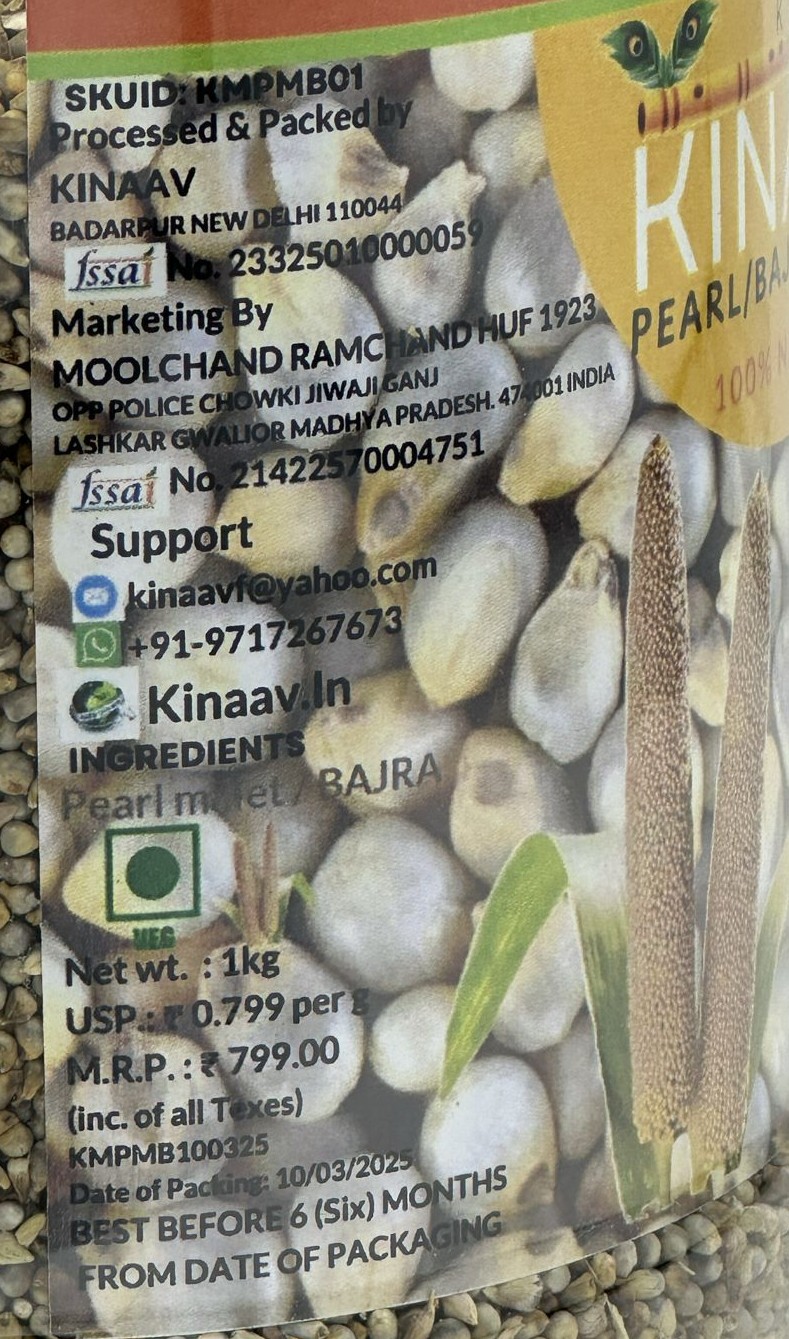 SKUID: KMPMB01
Processed & Packed by
KINAAV
BADARPUR NEW DELHI 110044
fssai No. 23325010000059
Marketing By
MOOLCHAND RAMCHAND HUF 1923
OPP POLICE CHOWKI JIWAJI GANJ
LASHKAR GWALIOR MADHYA PRADESH. 474001 INDIA
fssai No. 21422570004751
Support
kinaavf@yahoo.com
+91-9717267673
Kinaav.In
INGREDIENTS
Pearl millet / BAJRA
VEG
Net wt. : 1kg
USP.: ₹ 0.799 per g
M.R.P. : ₹ 799.00
(inc. of all Texes)
KMPMB100325
Date of Packing: 10/03/2025
BEST BEFORE 6 (Six) MONTHS
FROM DATE OF PACKAGING
KIN
PEARL/BAJ
100% N